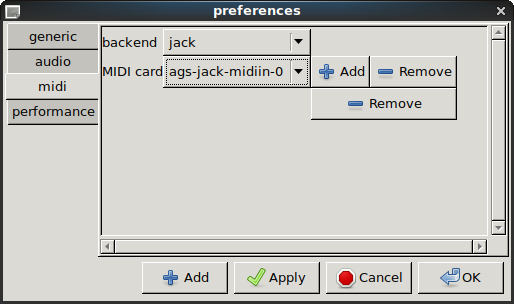 preferences
generic
audio
midi
performance
backend jack
MIDI card ags-jack-midiin-0 Add Remove
Remove
Add Apply Cancel OK